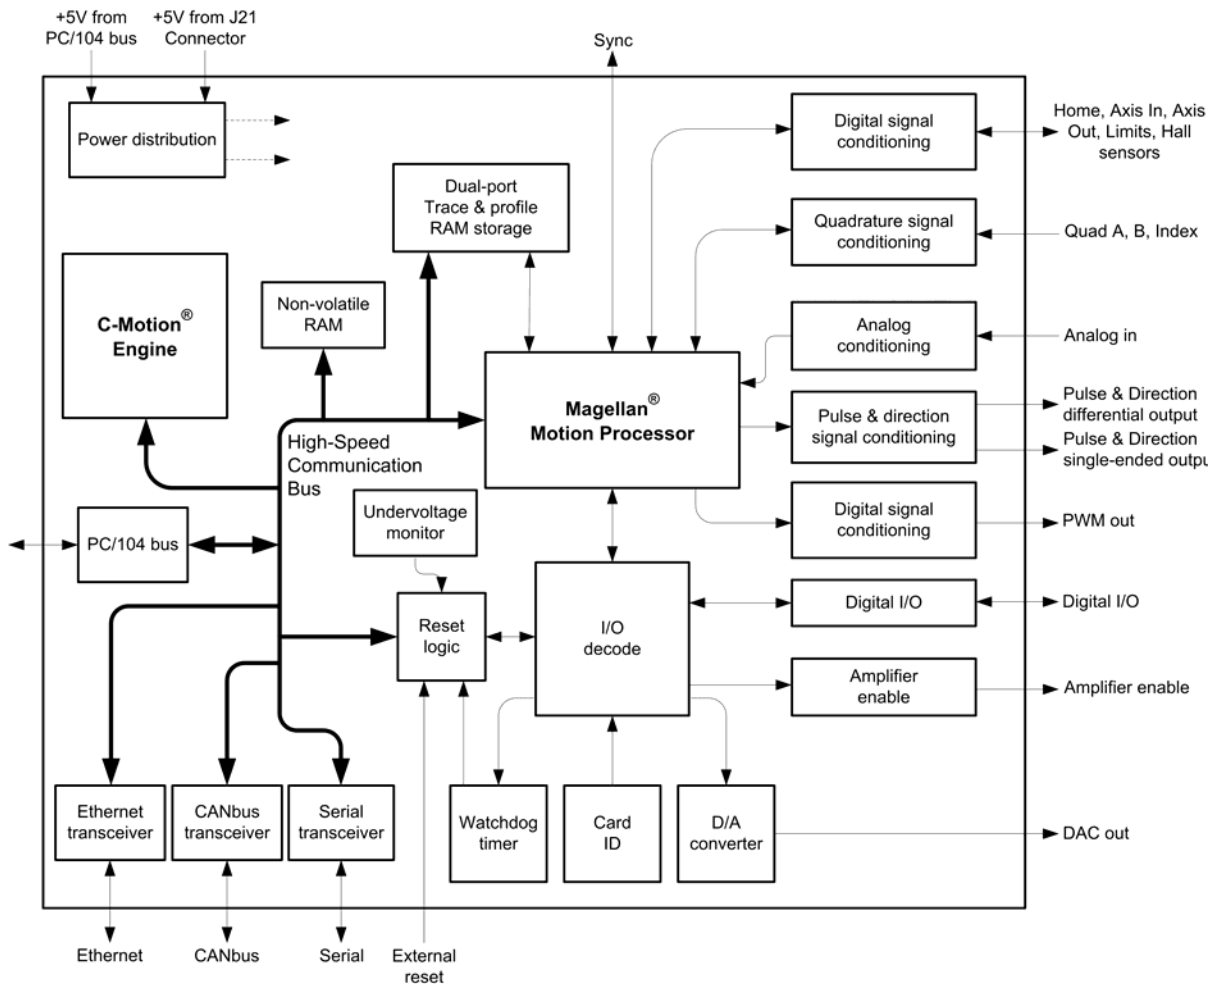 +5V from
PC/104 bus
+5V from J21
Connector
Sync
Power distribution
Digital signal
conditioning
Home, Axis In, Axis
Out, Limits, Hall
sensors
Dual-port
Trace & profile
RAM storage
Quadrature signal
conditioning
Quad A, B, Index
C-Motion®
Engine
Non-volatile
RAM
Analog
conditioning
Analog in
Magellan®
Motion Processor
Pulse & direction
signal conditioning
Pulse & Direction
differential output
Pulse & Direction
single-ended output
High-Speed
Communication
Bus
Undervoltage
monitor
Digital signal
conditioning
PWM out
PC/104 bus
Reset
logic
I/O
decode
Digital I/O
Digital I/O
Amplifier
enable
Amplifier enable
Ethernet
transceiver
CANbus
transceiver
Serial
transceiver
Watchdog
timer
Card
ID
D/A
converter
DAC out
Ethernet
CANbus
Serial
External
reset